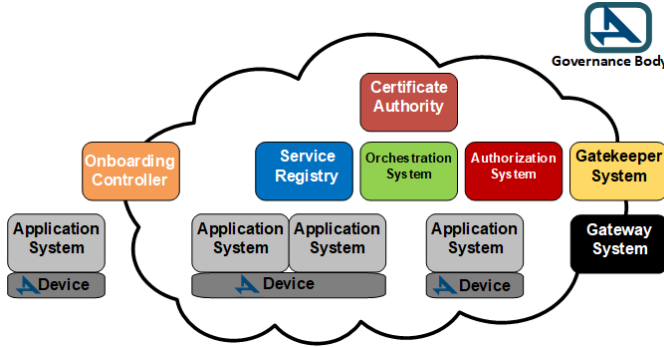 Governance Body
Certificate
Authority
Onboarding
Controller
Service
Registry
Orchestration
System
Authorization
System
Gatekeeper
System
Application
System
Application
System
Application
System
Application
System
Gateway
System
Device
Device
Device